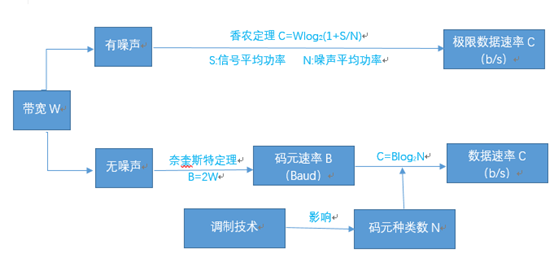 有噪声
香农定理 C=Wlog₂(1+S/N)
S:信号平均功率 N:噪声平均功率
极限数据速率 C
(b/s)
带宽 W
无噪声
奈奎斯特定理
B=2W
码元速率 B
(Baud)
C=Blog₂N
数据速率 C
(b/s)
调制技术
影响
码元种类数 N